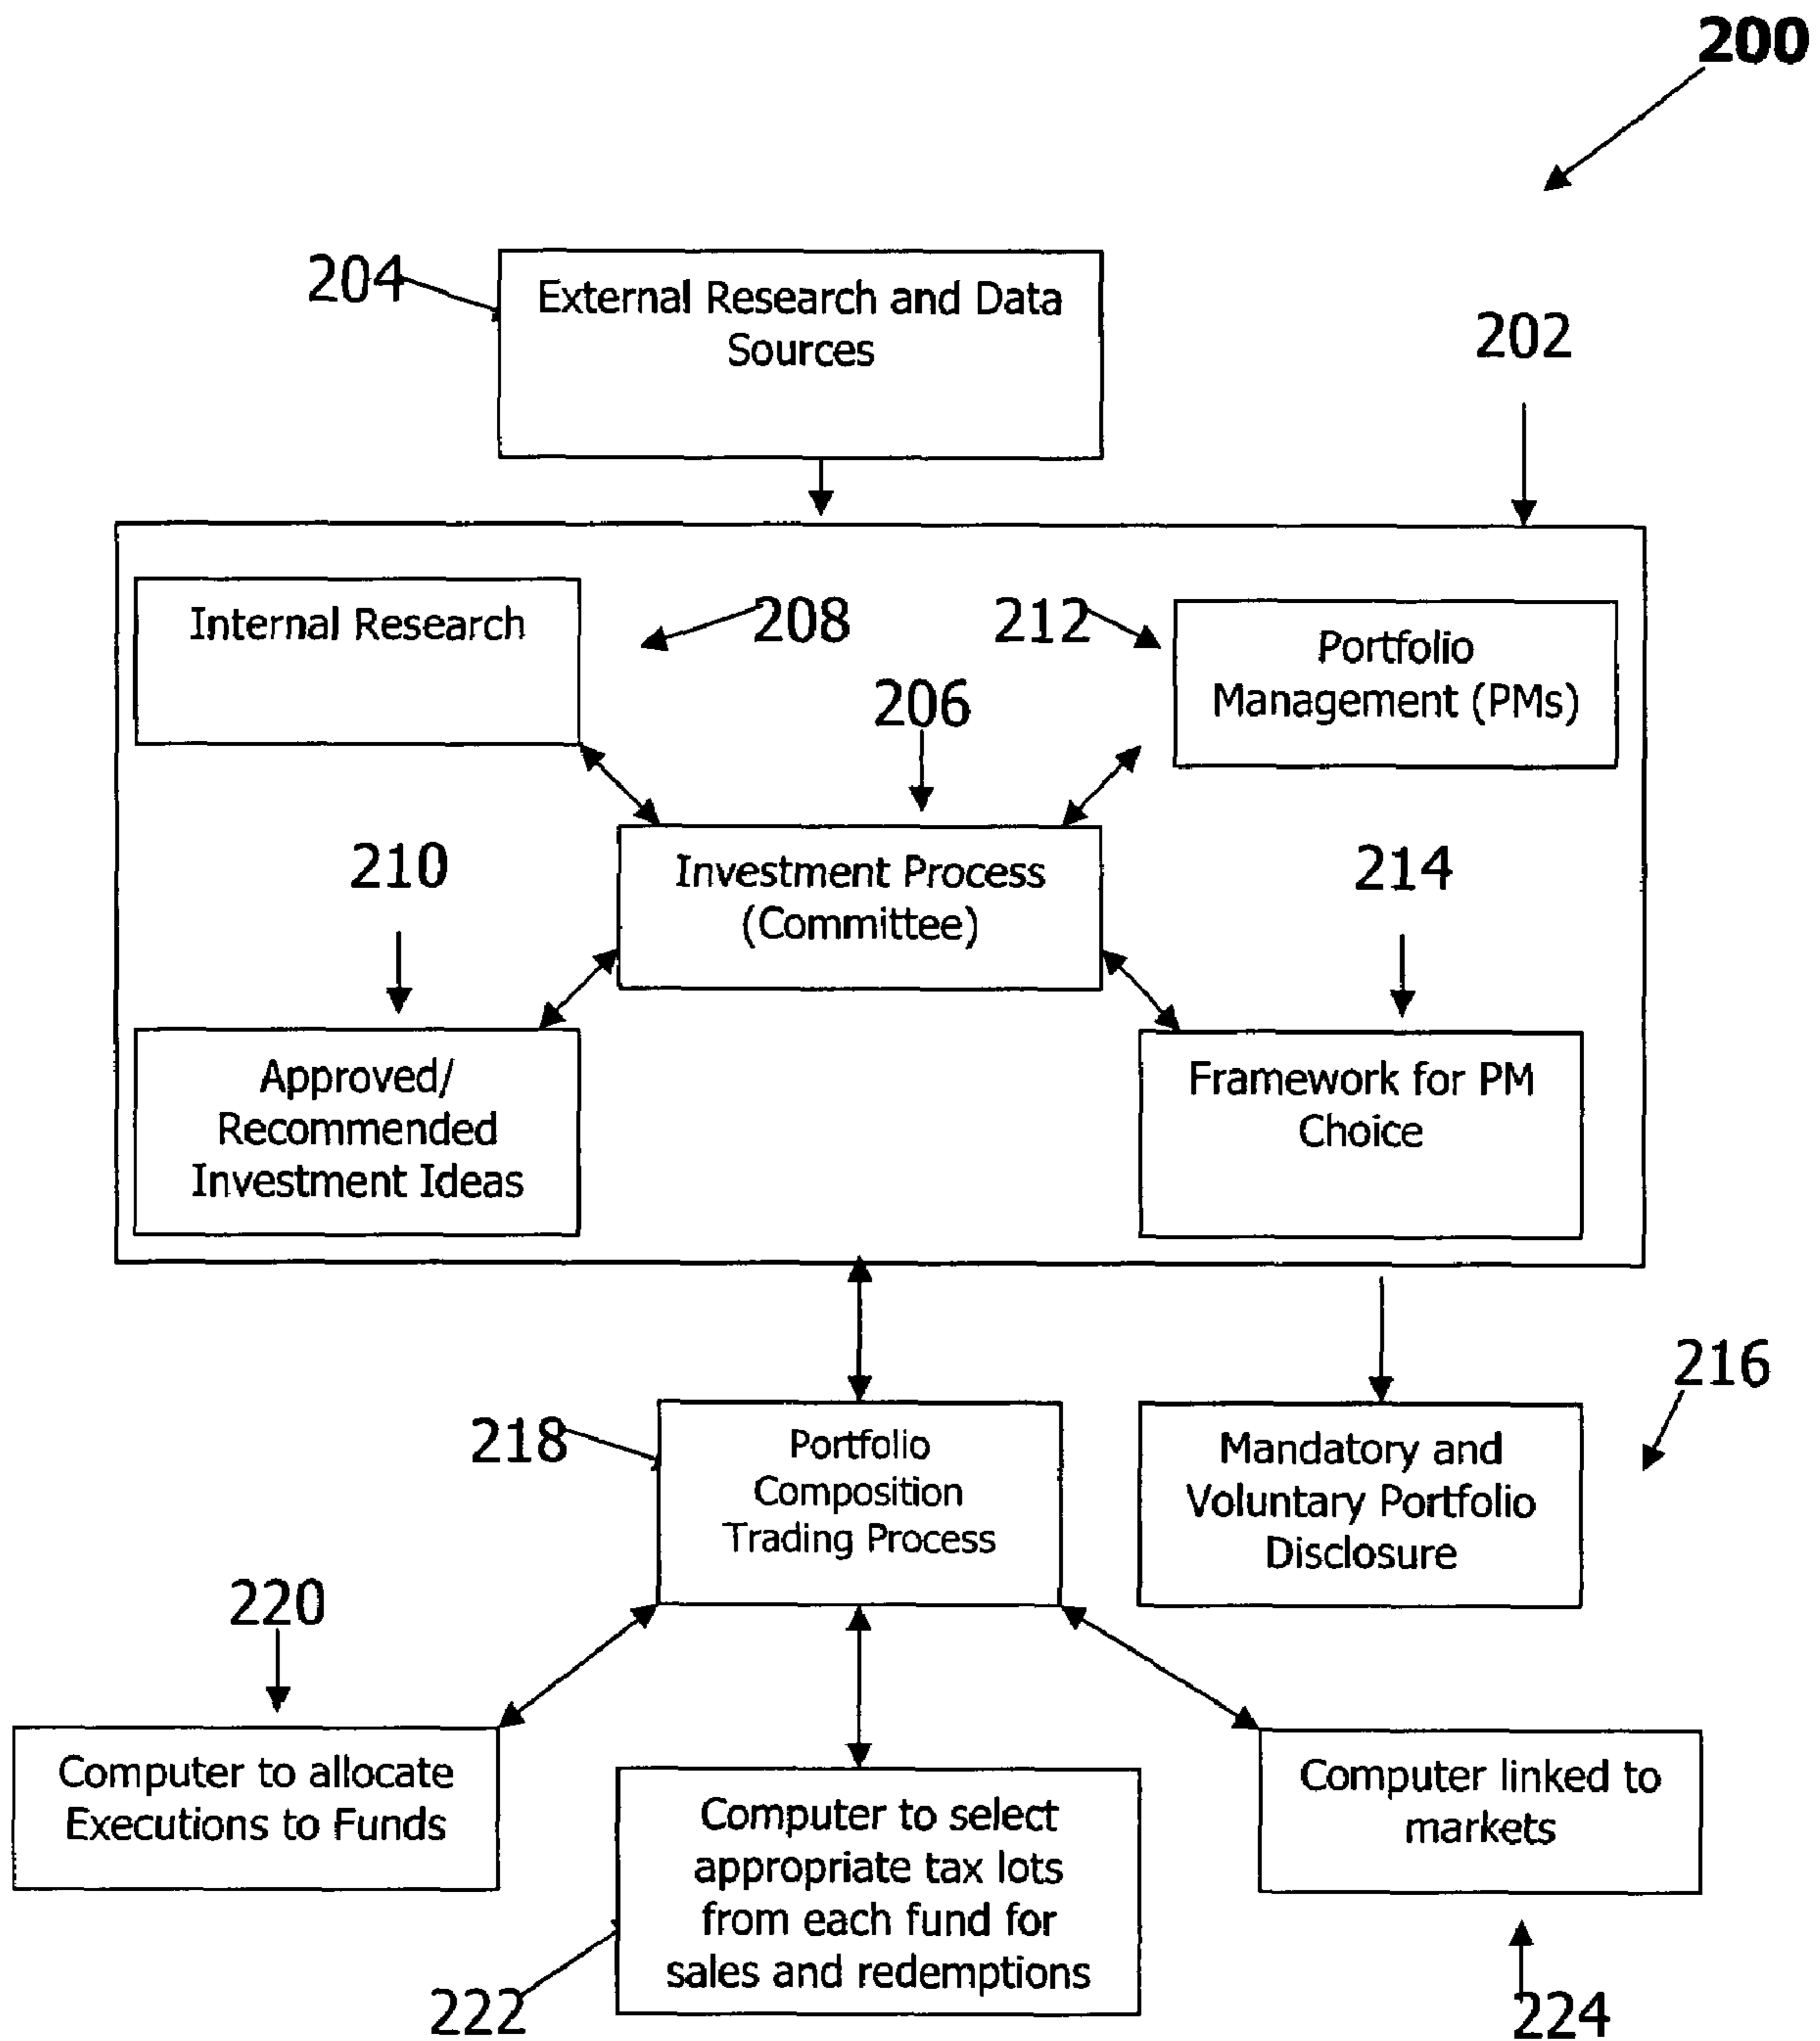 200
204
External Research and Data
Sources
202
Internal Research
208
212
Portfolio
Management (PMs)
206
210
Investment Process
(Committee)
214
Approved/
Recommended
Investment Ideas
Framework for PM
Choice
216
218
Portfolio
Composition
Trading Process
Mandatory and
Voluntary Portfolio
Disclosure
220
Computer to allocate
Executions to Funds
Computer to select
appropriate tax lots
from each fund for
sales and redemptions
Computer linked to
markets
222
224